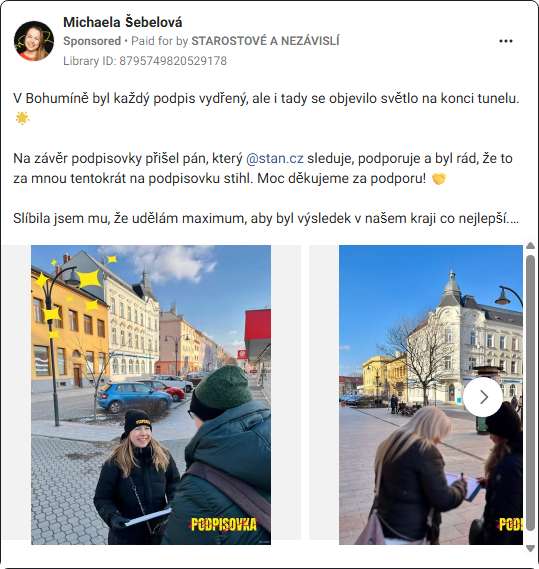 Michaela Šebelová
Sponsored • Paid for by STAROSTOVÉ A NEZÁVISLÍ
Library ID: 8795749820529178
V Bohumíně byl každý podpis vydřený, ale i tady se objevilo světlo na konci tunelu.
Na závěr podpisovky přišel pán, který @stan.cz sleduje, podporuje a byl rád, že to
za mnou tentokrát na podpisovku stihl. Moc děkujeme za podporu!
Slíbila jsem mu, že udělám maximum, aby byl výsledek v našem kraji co nejlepší....
PODPISOVKA
POD